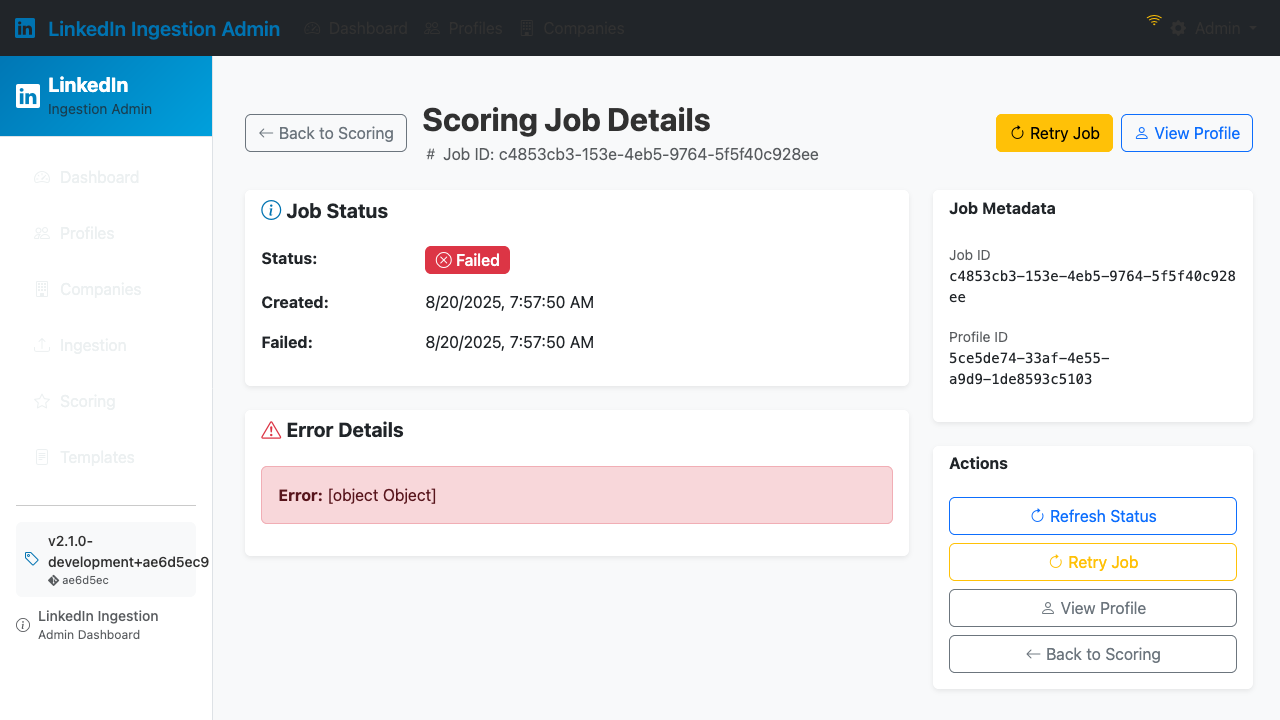 LinkedIn Ingestion Admin
Dashboard
Profiles
Companies
Admin
LinkedIn
Ingestion Admin
Dashboard
Profiles
Companies
Ingestion
Scoring
Templates
v2.1.0-
development+ae6d5ec9
ae6d5ec
LinkedIn Ingestion
Admin Dashboard
← Back to Scoring
Scoring Job Details
# Job ID: c4853cb3-153e-4eb5-9764-5f5f40c928ee
Retry Job
View Profile
Job Status
Status:
Failed
Created:
8/20/2025, 7:57:50 AM
Failed:
8/20/2025, 7:57:50 AM
Error Details
Error: [object Object]
Job Metadata
Job ID
c4853cb3-153e-4eb5-9764-5f5f40c928
ee
Profile ID
5ce5de74-33af-4e55-
a9d9-1de8593c5103
Actions
Refresh Status
Retry Job
View Profile
← Back to Scoring